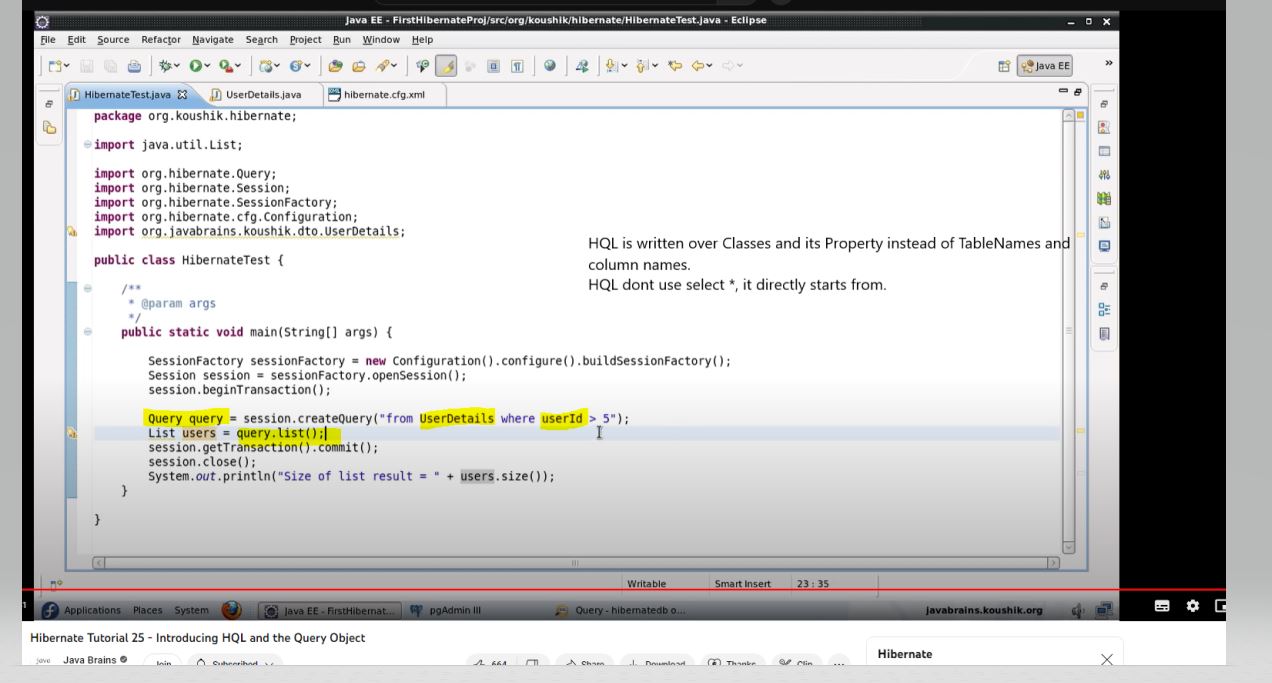 Java EE - FirstHibernateProj/src/org/koushik/hibernate/HibernateTest.java - Eclipse
File Edit Source Refactor Navigate Search Project Run Window Help
Java EE
HibernateTest.java UserDetails.java hibernate.cfg.xml
package org.koushik.hibernate;
import java.util.List;
import org.hibernate.Query;
import org.hibernate.Session;
import org.hibernate.SessionFactory;
import org.hibernate.cfg.Configuration;
import org.javabrains.koushik.dto.UserDetails;
public class HibernateTest {
/**
* @param args
*/
public static void main(String[] args) {
SessionFactory sessionFactory = new Configuration().configure().buildSessionFactory();
Session session = sessionFactory.openSession();
session.beginTransaction();
Query query = session.createQuery("from UserDetails where userId > 5");
List users = query.list();
session.getTransaction().commit();
session.close();
System.out.println("Size of list result = " + users.size());
}
}
HQL is written over Classes and its Property instead of TableNames and
column names.
HQL dont use select *, it directly starts from.
Writable Smart Insert 23 : 35
Applications Places System Java EE - FirstHibernat... pgAdmin III Query - hibernatedb o... javabrains.koushik.org
Hibernate Tutorial 25 - Introducing HQL and the Query Object
java Java Brains Join Subscribed 664 Share Download Thanks Clip ...
Hibernate